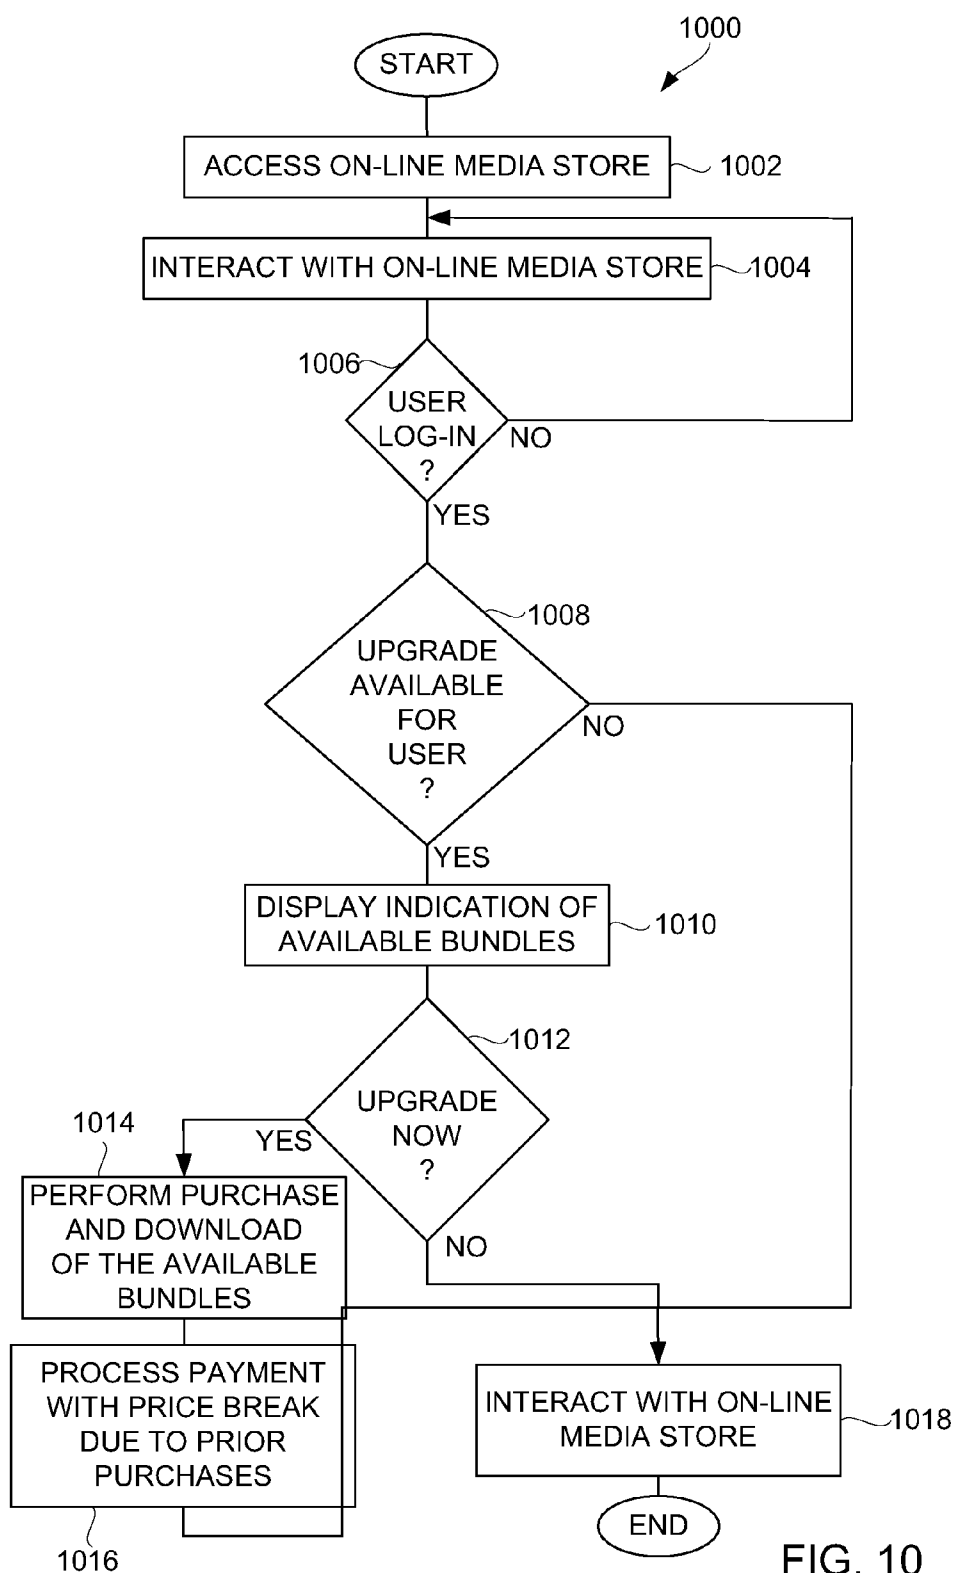 1000
START
ACCESS ON-LINE MEDIA STORE
1002
INTERACT WITH ON-LINE MEDIA STORE
1004
1006
USER
LOG-IN
?
NO
YES
1008
UPGRADE
AVAILABLE
FOR
USER
?
NO
YES
DISPLAY INDICATION OF
AVAILABLE BUNDLES
1010
1012
UPGRADE
NOW
?
YES
NO
1014
PERFORM PURCHASE
AND DOWNLOAD
OF THE AVAILABLE
BUNDLES
PROCESS PAYMENT
WITH PRICE BREAK
DUE TO PRIOR
PURCHASES
1016
INTERACT WITH ON-LINE
MEDIA STORE
1018
END
FIG. 10